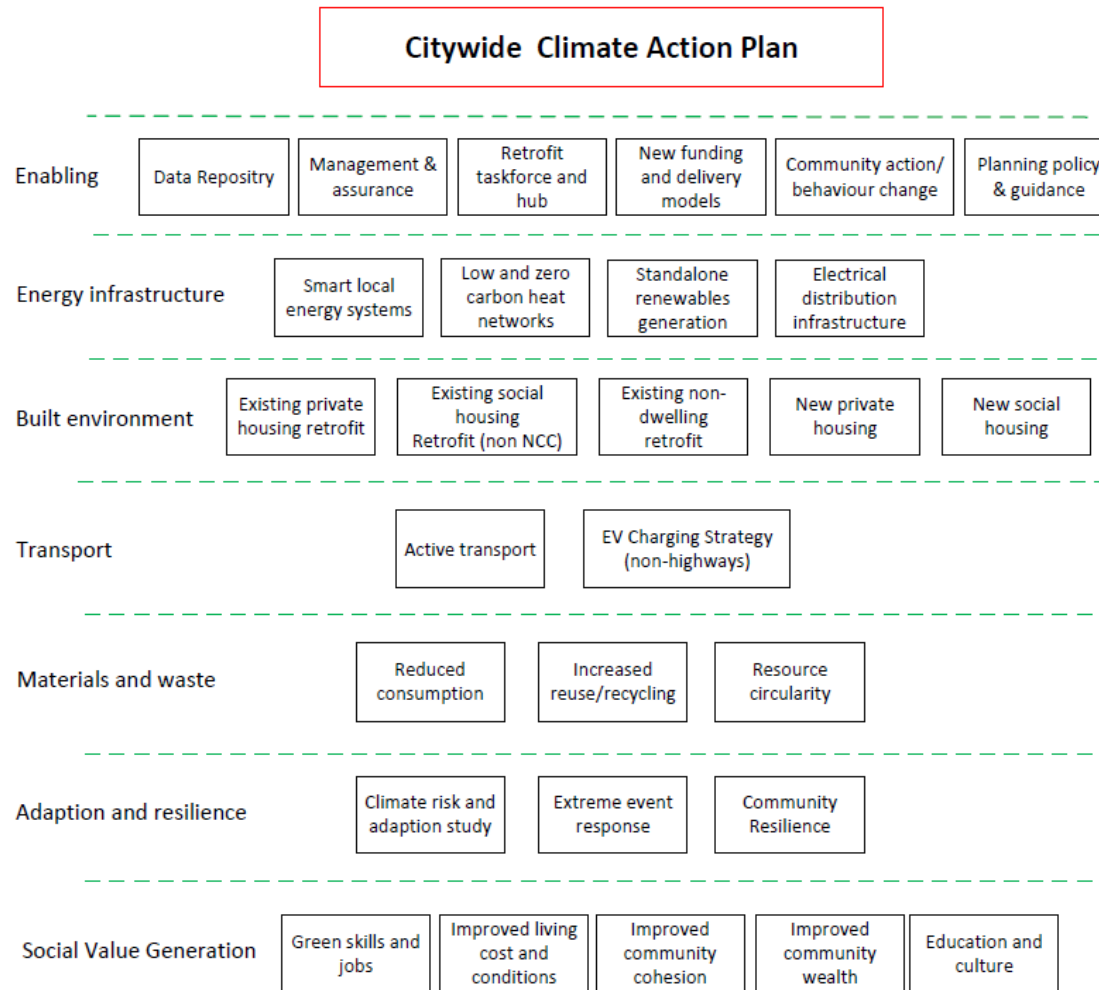 Citywide Climate Action Plan
Enabling
Data Repositry
Management &
assurance
Retrofit
taskforce and
hub
New funding
and delivery
models
Community action/
behaviour change
Planning policy
& guidance
Energy infrastructure
Smart local
energy systems
Low and zero
carbon heat
networks
Standalone
renewables
generation
Electrical
distribution
infrastructure
Built environment
Existing private
housing retrofit
Existing social
housing
Retrofit (non NCC)
Existing non-
dwelling
retrofit
New private
housing
New social
housing
Transport
Active transport
EV Charging Strategy
(non-highways)
Materials and waste
Reduced
consumption
Increased
reuse/recycling
Resource
circularity
Adaption and resilience
Climate risk and
adaption study
Extreme event
response
Community
Resilience
Social Value Generation
Green skills and
jobs
Improved living
cost and
conditions
Improved
community
cohesion
Improved
community
wealth
Education and
culture